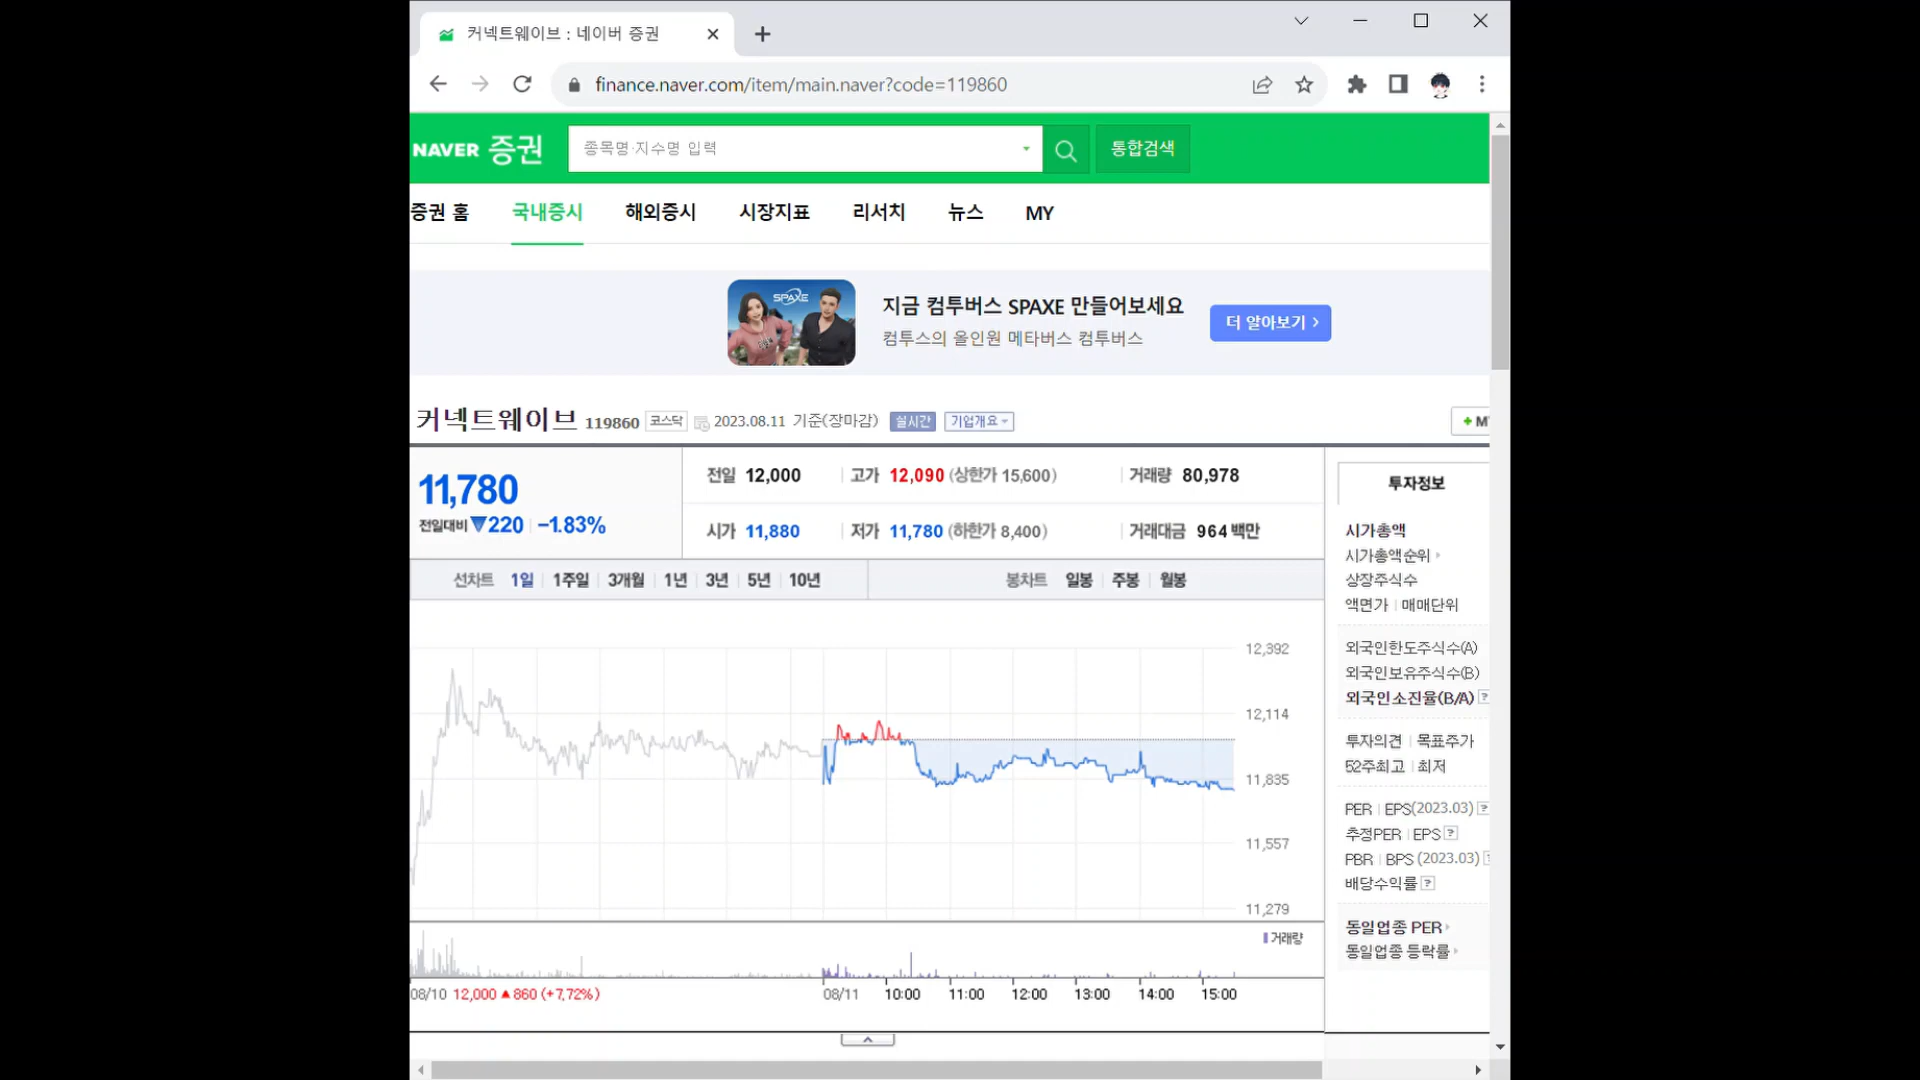 커넥트웨이브 : 네이버 증권
finance.naver.com/item/main.naver?code=119860
NAVER 증권
종목명·지수명 입력
통합검색
증권 홈 국내증시 해외증시 시장지표 리서치 뉴스 MY
SPAXE
지금 컴투버스 SPAXE 만들어보세요
컴투스의 올인원 메타버스 컴투버스
더 알아보기 >
커넥트웨이브 119860 코스닥 2023.08.11 기준(장마감) 실시간 기업개요
+ M
11,780
전일대비 ▼220 | -1.83%
전일 12,000 | 고가 12,090 (상한가 15,600) | 거래량 80,978
시가 11,880 | 저가 11,780 (하한가 8,400) | 거래대금 964 백만
선차트 1일 1주일 3개월 1년 3년 5년 10년
봉차트 일봉 주봉 월봉
12,392
12,114
11,835
11,557
11,279
거래량
08/10 12,000 ▲860 (+7.72%)
08/11 10:00 11:00 12:00 13:00 14:00 15:00
투자정보
시가총액
시가총액순위
상장주식수
액면가 | 매매단위
외국인한도주식수(A)
외국인보유주식수(B)
외국인소진율(B/A) ?
투자의견 | 목표주가
52주최고 | 최저
PER | EPS(2023.03) ?
추정PER | EPS ?
PBR | BPS (2023.03) ?
배당수익률 ?
동일업종 PER
동일업종 등락률